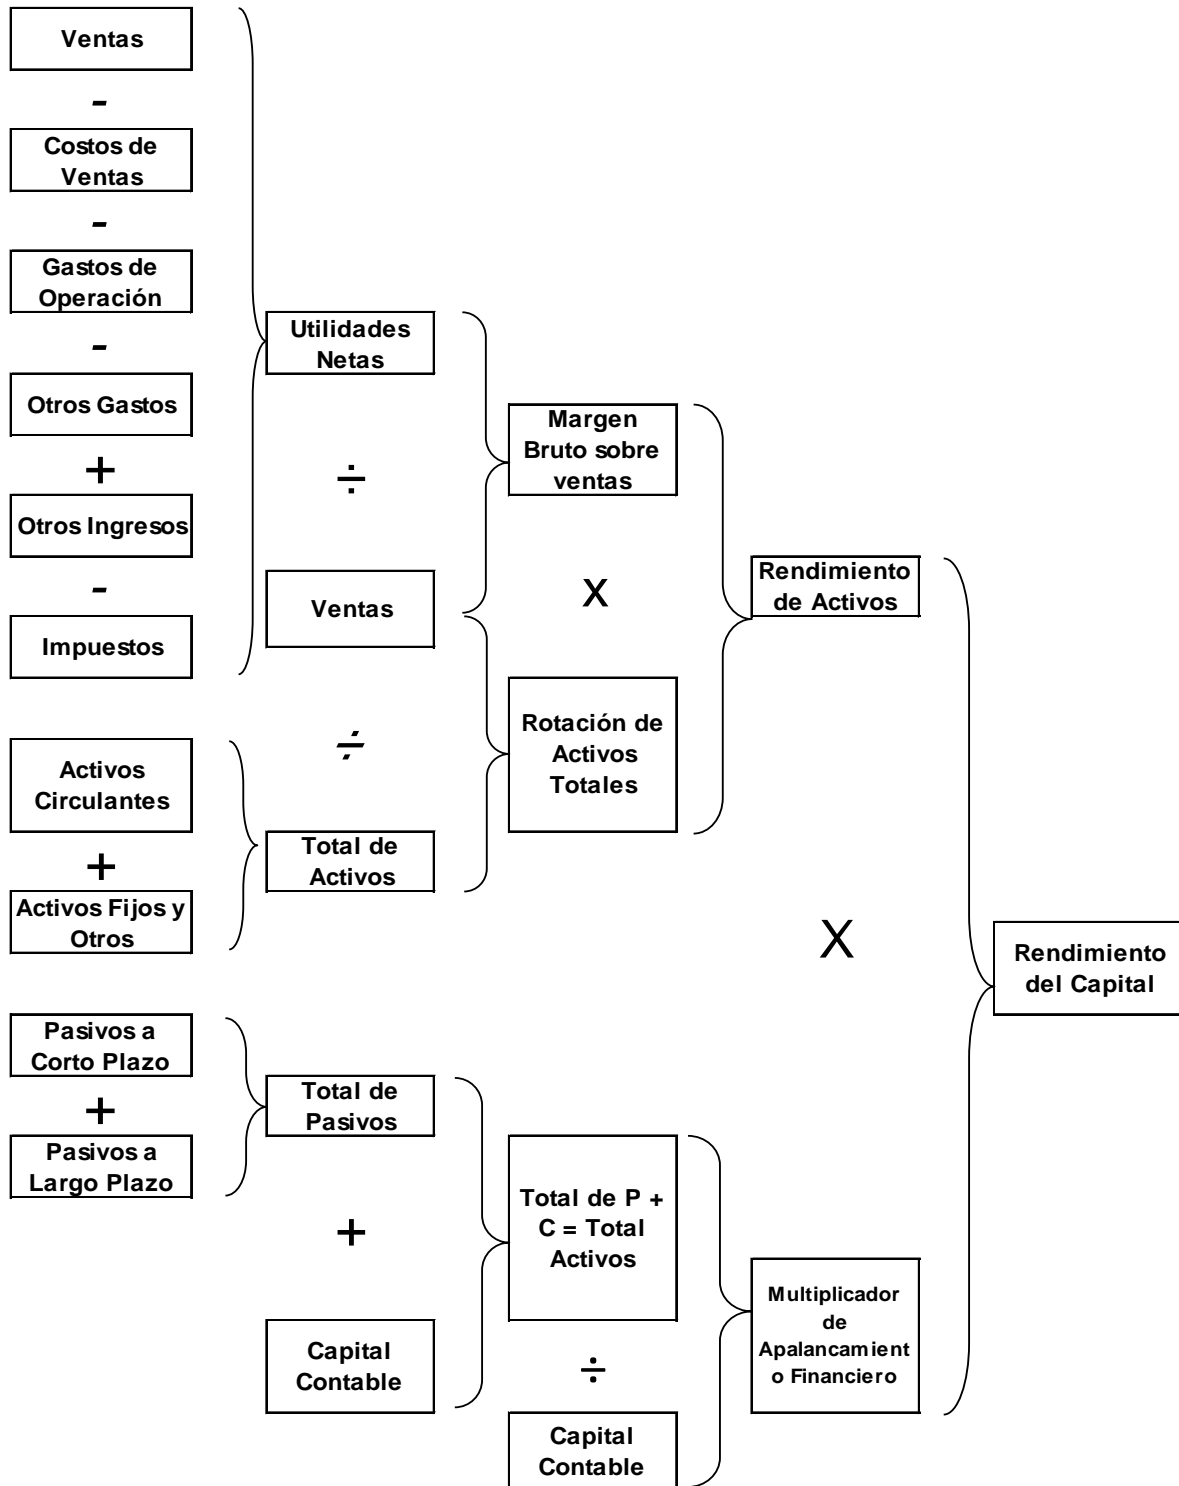 Ventas
-
Costos de
Ventas
-
Gastos de
Operación
-
Otros Gastos
+
Otros Ingresos
-
Impuestos
Utilidades
Netas
÷
Ventas
÷
Total de
Activos
Activos
Circulantes
+
Activos Fijos y
Otros
Margen
Bruto sobre
ventas
x
Rotación de
Activos
Totales
Rendimiento
de Activos
X
Rendimiento
del Capital
Pasivos a
Corto Plazo
+
Pasivos a
Largo Plazo
Total de
Pasivos
+
Capital
Contable
Total de P +
C = Total
Activos
÷
Capital
Contable
Multiplicador
de
Apalancamient
o Financiero